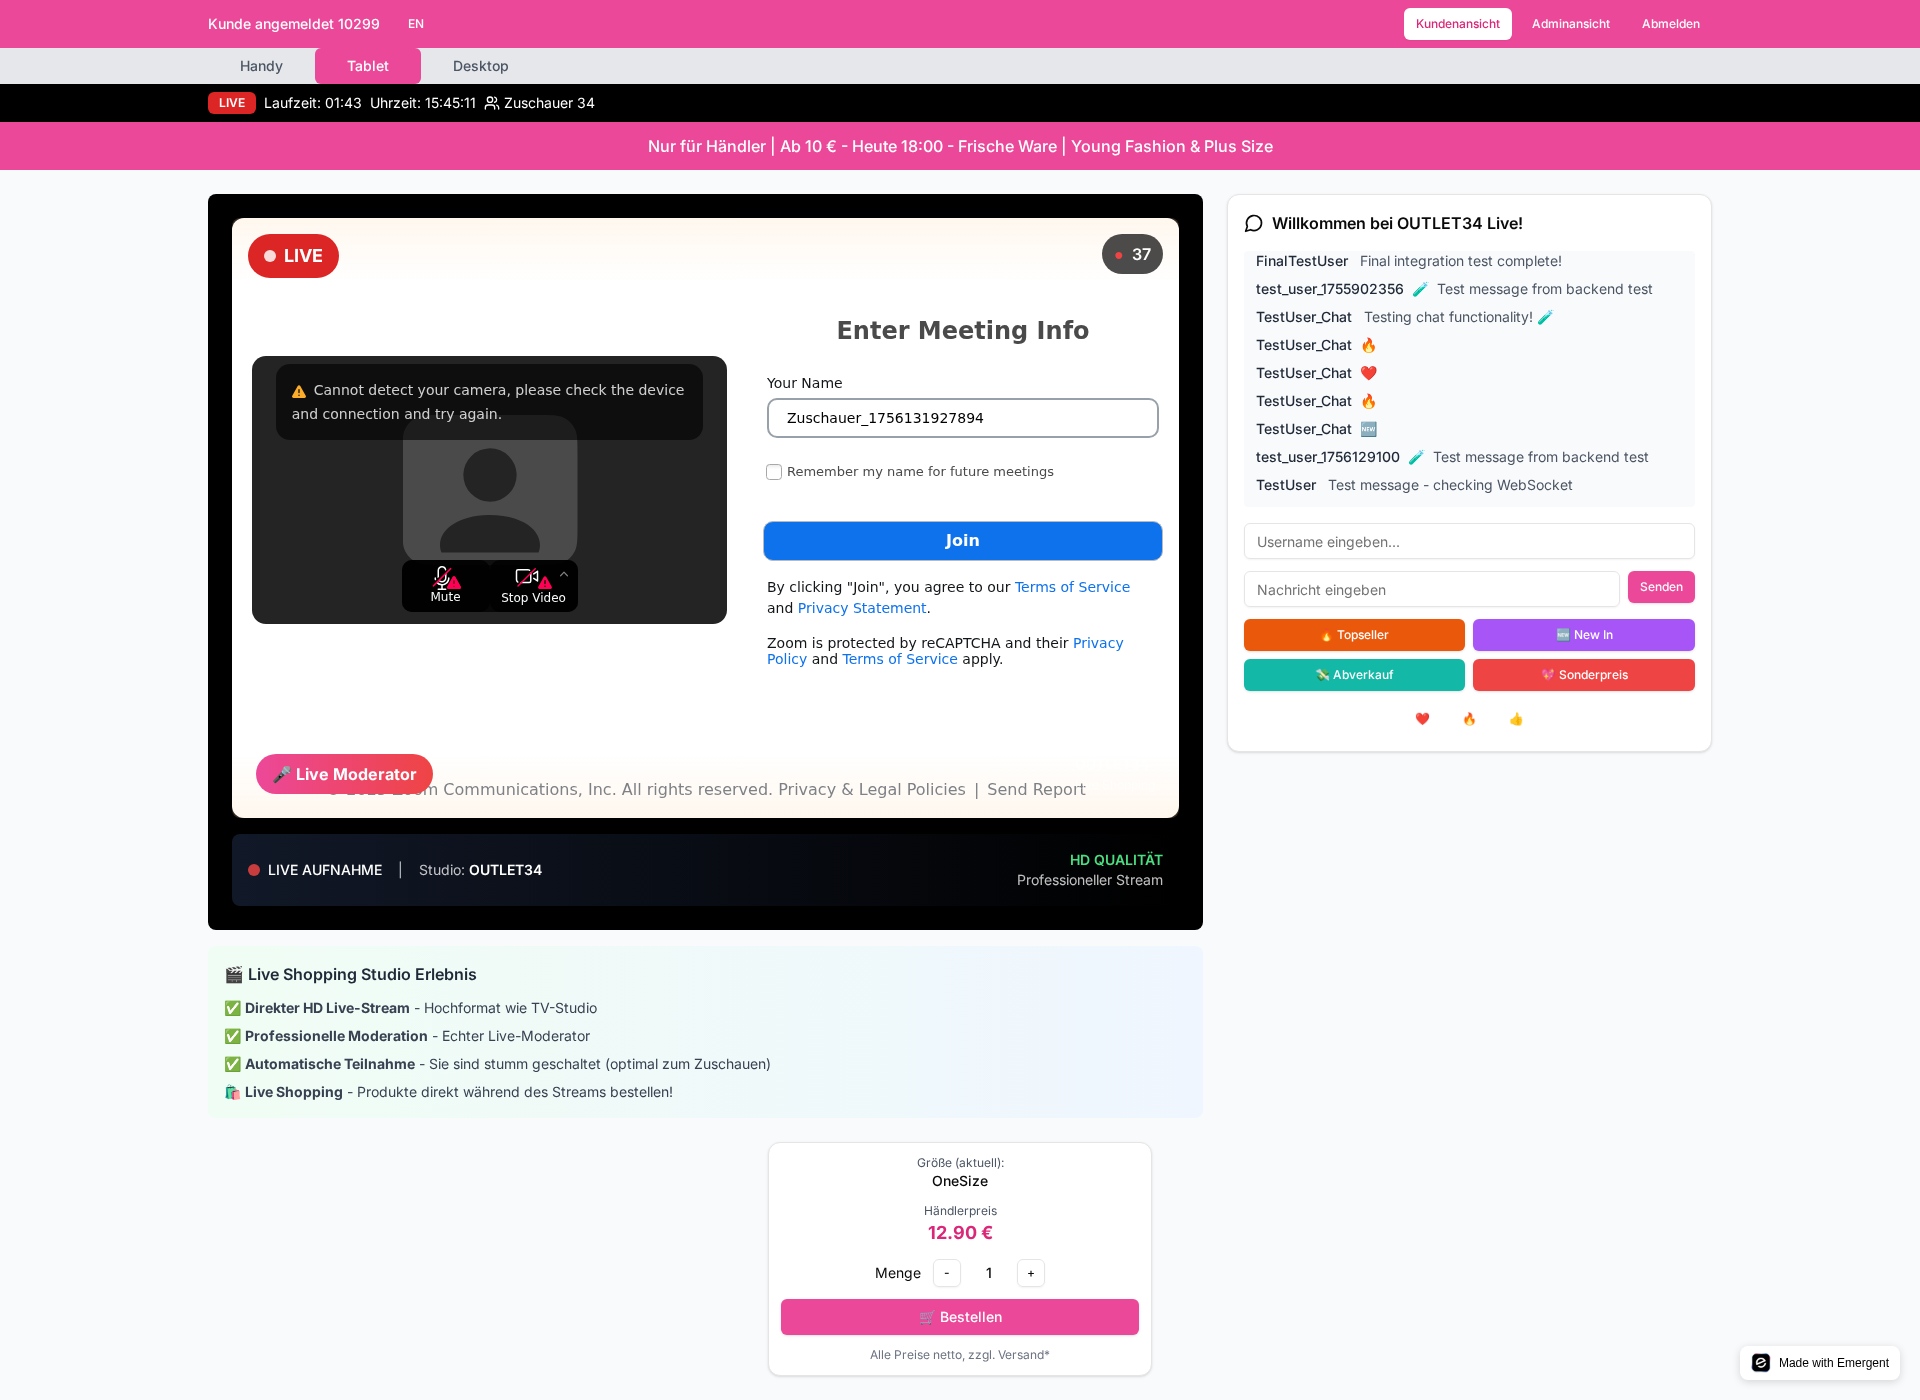 Kunde angemeldet 10299 EN Kundenansicht Adminansicht Abmelden
Handy Tablet Desktop
LIVE Laufzeit: 01:43 Uhrzeit: 15:45:11 Zuschauer 34
Nur für Händler | Ab 10 € - Heute 18:00 - Frische Ware | Young Fashion & Plus Size
LIVE
37
Cannot detect your camera, please check the device
and connection and try again.
Mute Stop Video
Enter Meeting Info
Your Name
Zuschauer_1756131927894
Remember my name for future meetings
Join
By clicking "Join", you agree to our Terms of Service
and Privacy Statement.
Zoom is protected by reCAPTCHA and their Privacy
Policy and Terms of Service apply.
🎤 Live Moderator
Communications, Inc. All rights reserved. Privacy & Legal Policies | Send Report
LIVE AUFNAHME | Studio: OUTLET34
HD QUALITÄT
Professioneller Stream
Willkommen bei OUTLET34 Live!
FinalTestUser Final integration test complete!
test_user_1755902356 🧪 Test message from backend test
TestUser_Chat Testing chat functionality! 🧪
TestUser_Chat 🔥
TestUser_Chat ❤️
TestUser_Chat 🔥
TestUser_Chat 🆕
test_user_1756129100 🧪 Test message from backend test
TestUser Test message - checking WebSocket
Username eingeben...
Nachricht eingeben Senden
🔥 Topseller 🆕 New In
💸 Abverkauf 💖 Sonderpreis
❤️ 🔥 👍
🎬 Live Shopping Studio Erlebnis
✅ Direkter HD Live-Stream - Hochformat wie TV-Studio
✅ Professionelle Moderation - Echter Live-Moderator
✅ Automatische Teilnahme - Sie sind stumm geschaltet (optimal zum Zuschauen)
🛍️ Live Shopping - Produkte direkt während des Streams bestellen!
Größe (aktuell):
OneSize
Händlerpreis
12.90 €
Menge - 1 +
🛒 Bestellen
Alle Preise netto, zzgl. Versand*
Made with Emergent